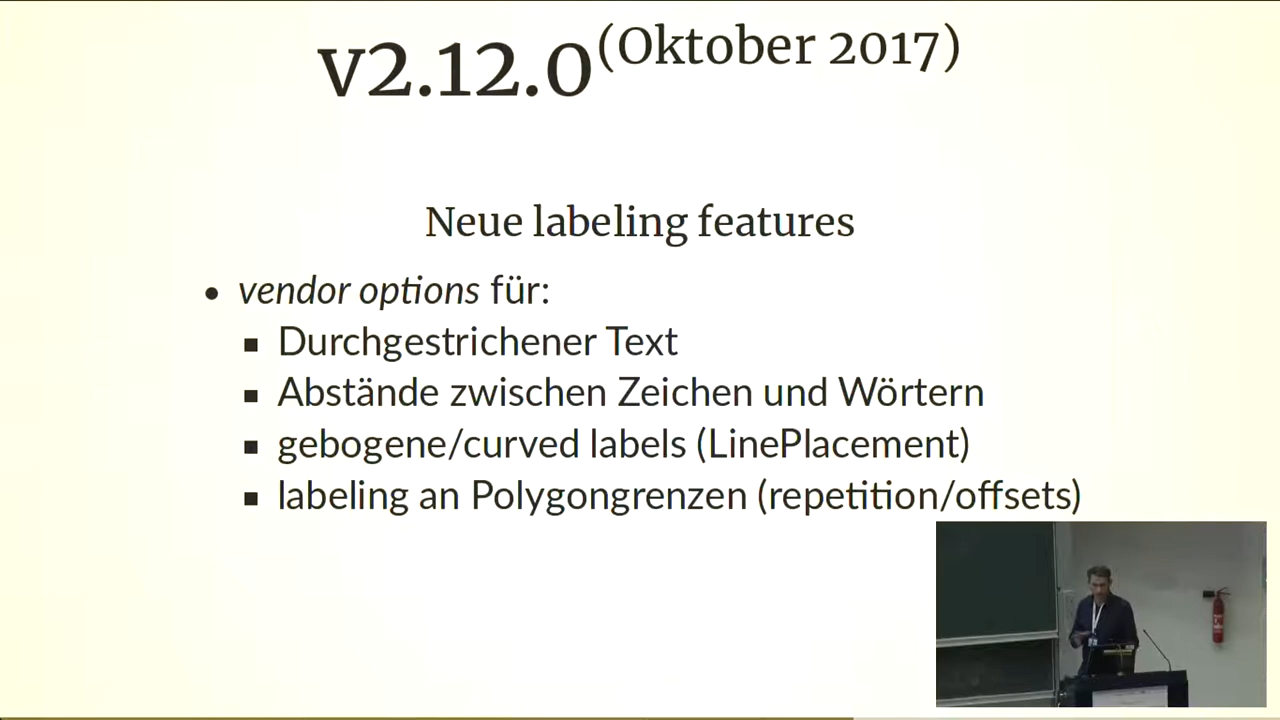 v2.12.0(Oktober 2017)
Neue labeling features
• vendor options für:
▪ Durchgestrichener Text
▪ Abstände zwischen Zeichen und Wörtern
▪ gebogene/curved labels (LinePlacement)
▪ labeling an Polygongrenzen (repetition/offsets)